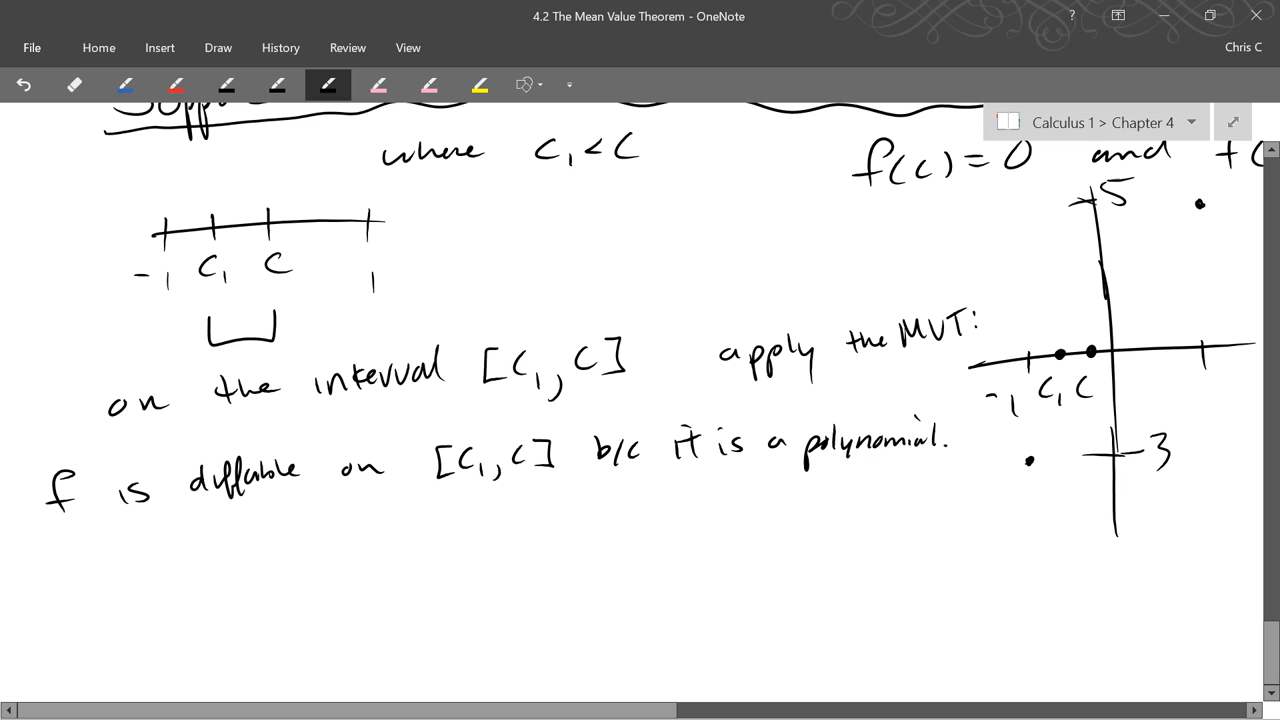 4.2 The Mean Value Theorem - OneNote
?
File Home Insert Draw History Review View
Chris C
Calculus 1 > Chapter 4
Supp
where C₁ < C
f(c) = 0 and f(
5
-1 C₁ C 1
on the interval [C₁, C] apply the MVT:
-1 C₁ C
f is diffable on [C₁, C] b/c it is a polynomial.
-3